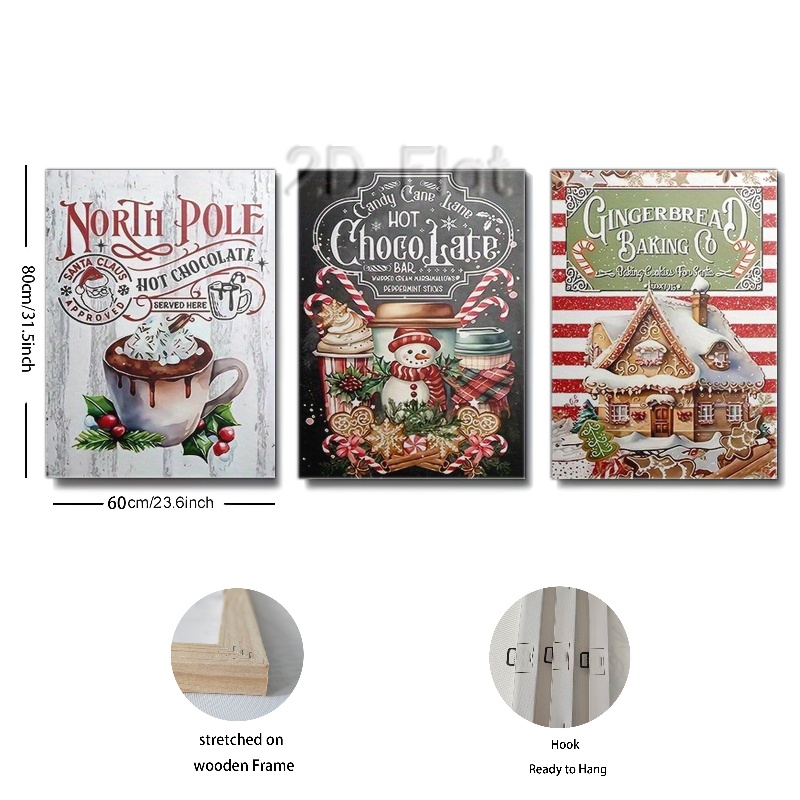 2D Flat
NORTH POLE
SANTA CLAUS
APPROVED
HOT CHOCOLATE
SERVED HERE
Candy Cane Lane
HOT
Chocolate
BAR
WHIPPED CREAM MARSHMALLOWS
PEPPERMINT STICKS
GINGERBREAD
BAKING CO
Baking Cookies For Santa
80cm/31.5inch
60cm/23.6inch
stretched on
wooden Frame
Hook
Ready to Hang